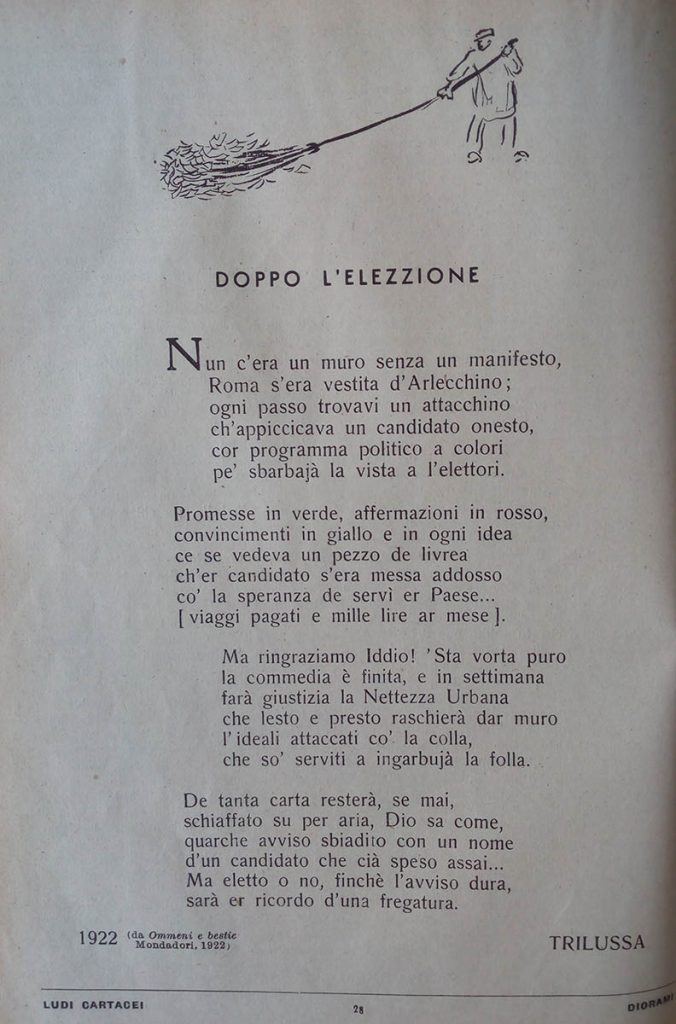 DOPPO L'ELEZZIONE
Nun c'era un muro senza un manifesto,
Roma s'era vestita d'Arlecchino;
ogni passo trovavi un attacchino
ch'appiccicava un candidato onesto,
cor programma politico a colori
pe' sbarbajà la vista a l'elettori.
Promesse in verde, affermazioni in rosso,
convincimenti in giallo e in ogni idea
ce se vedeva un pezzo de livrea
ch'er candidato s'era messa addosso
co' la speranza de servì er Paese...
[ viaggi pagati e mille lire ar mese ].
Ma ringraziamo Iddio! 'Sta vorta puro
la commedia è finita, e in settimana
farà giustizia la Nettezza Urbana
che lesto e presto raschierà dar muro
l'ideali attaccati co' la colla,
che so' serviti a ingarbujà la folla.
De tanta carta resterà, se mai,
schiaffato su per aria, Dio sa come,
quarche avviso sbiadito con un nome
d'un candidato che cià speso assai...
Ma eletto o no, finchè l'avviso dura,
sarà er ricordo d'una fregatura.
1922 (da Ommeni e bestie
Mondadori, 1922)
TRILUSSA
LUDI CARTACEI
28
DIORAMI